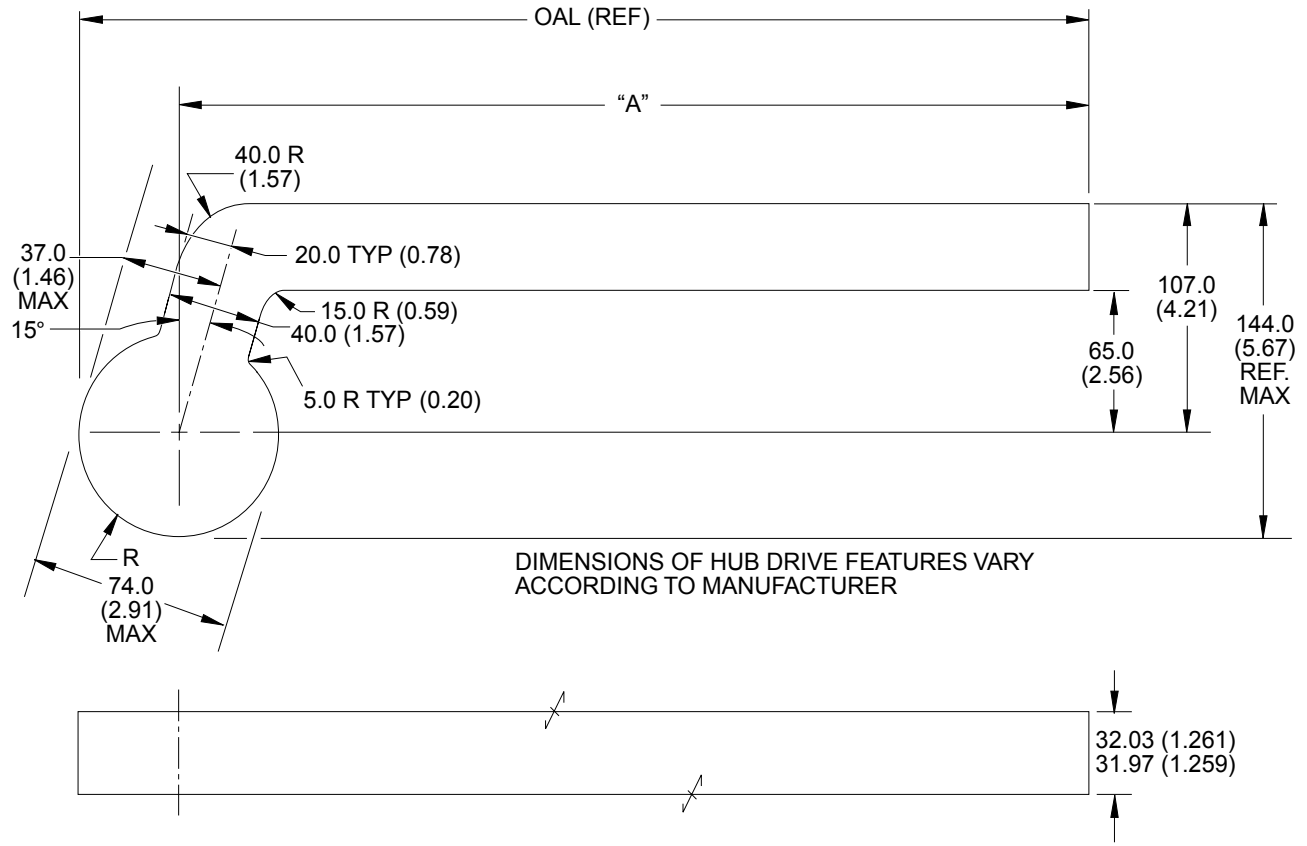 OAL (REF)
“A”
40.0 R
(1.57)
37.0
(1.46)
MAX
20.0 TYP (0.78)
15.0 R (0.59)
40.0 (1.57)
15°
5.0 R TYP (0.20)
107.0
(4.21)
144.0
(5.67)
REF.
MAX
65.0
(2.56)
R
74.0
(2.91)
MAX
DIMENSIONS OF HUB DRIVE FEATURES VARY
ACCORDING TO MANUFACTURER
32.03 (1.261)
31.97 (1.259)